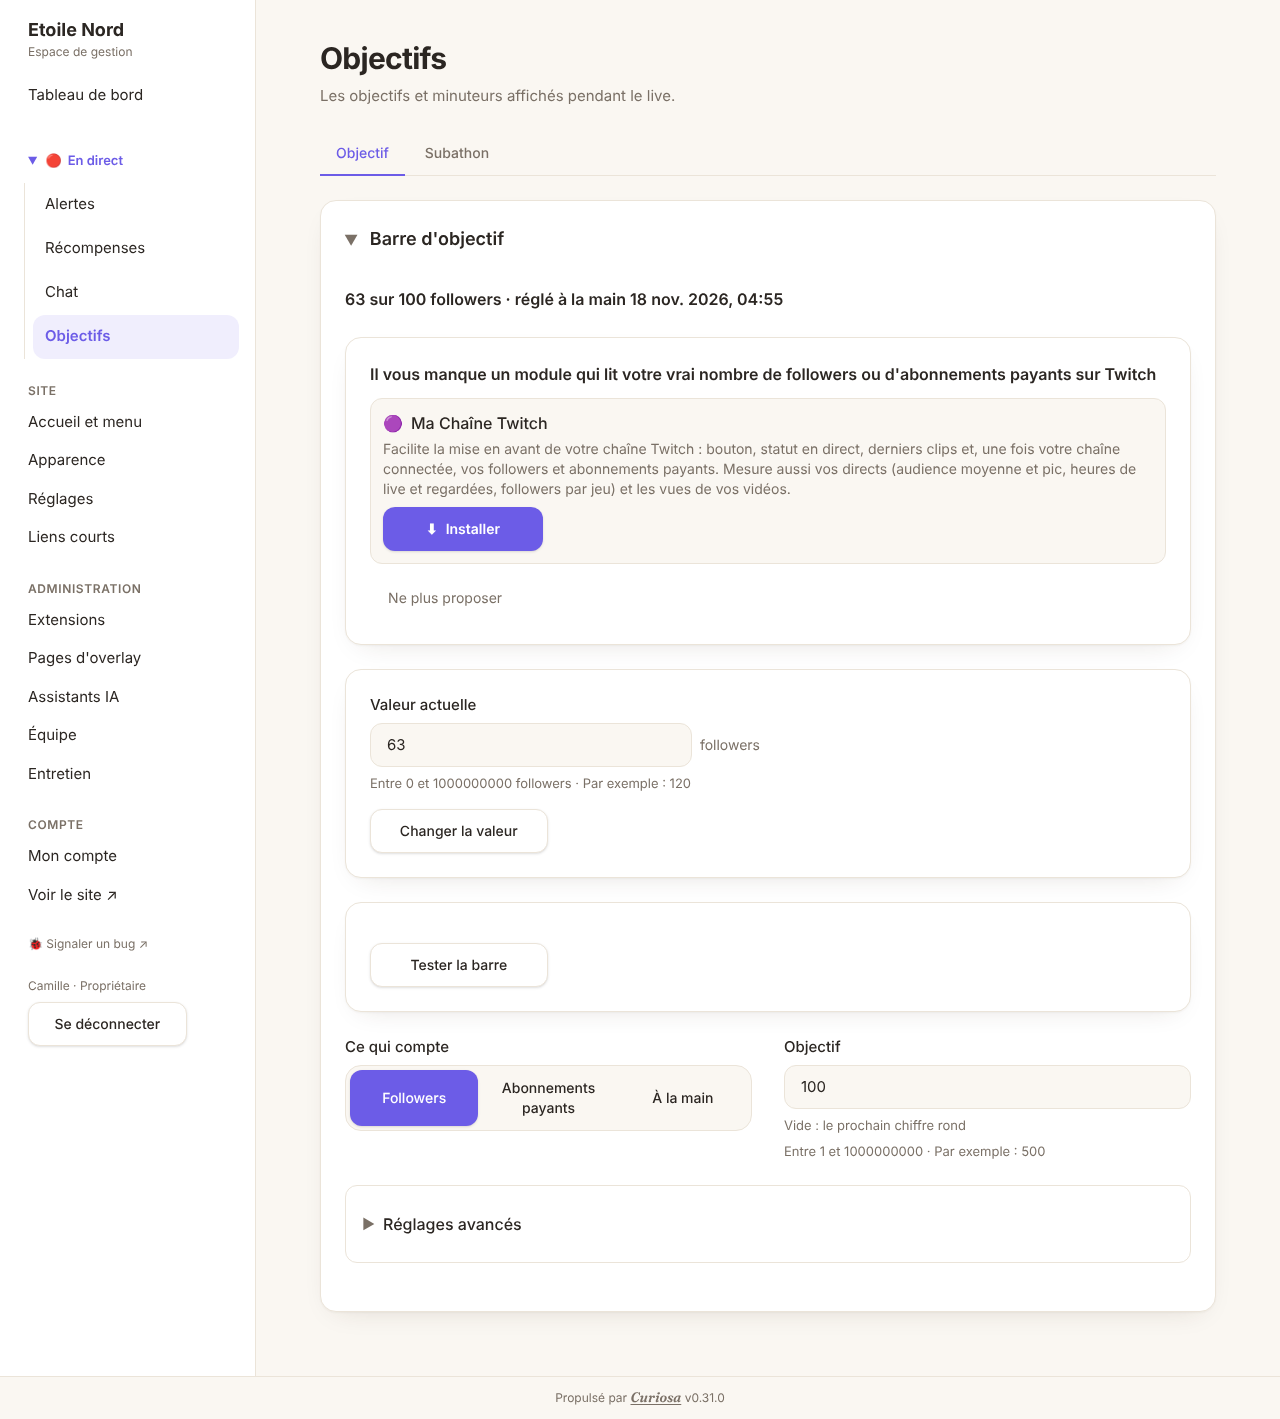 Etoile Nord
Espace de gestion
Tableau de bord
▼ 🔴 En direct
Alertes
Récompenses
Chat
Objectifs
SITE
Accueil et menu
Apparence
Réglages
Liens courts
ADMINISTRATION
Extensions
Pages d'overlay
Assistants IA
Équipe
Entretien
COMPTE
Mon compte
Voir le site ↗
🐞 Signaler un bug ↗
Camille · Propriétaire
Se déconnecter
Objectifs
Les objectifs et minuteurs affichés pendant le live.
Objectif Subathon
▼ Barre d'objectif
63 sur 100 followers · réglé à la main 18 nov. 2026, 04:55
Il vous manque un module qui lit votre vrai nombre de followers ou d'abonnements payants sur Twitch
🟣 Ma Chaîne Twitch
Facilite la mise en avant de votre chaîne Twitch : bouton, statut en direct, derniers clips et, une fois votre chaîne
connectée, vos followers et abonnements payants. Mesure aussi vos directs (audience moyenne et pic, heures de
live et regardées, followers par jeu) et les vues de vos vidéos.
⬇ Installer
Ne plus proposer
Valeur actuelle
63 followers
Entre 0 et 1000000000 followers · Par exemple : 120
Changer la valeur
Tester la barre
Ce qui compte
Followers
Abonnements
payants
À la main
Objectif
100
Vide : le prochain chiffre rond
Entre 1 et 1000000000 · Par exemple : 500
▶ Réglages avancés
Propulsé par Curiosa v0.31.0